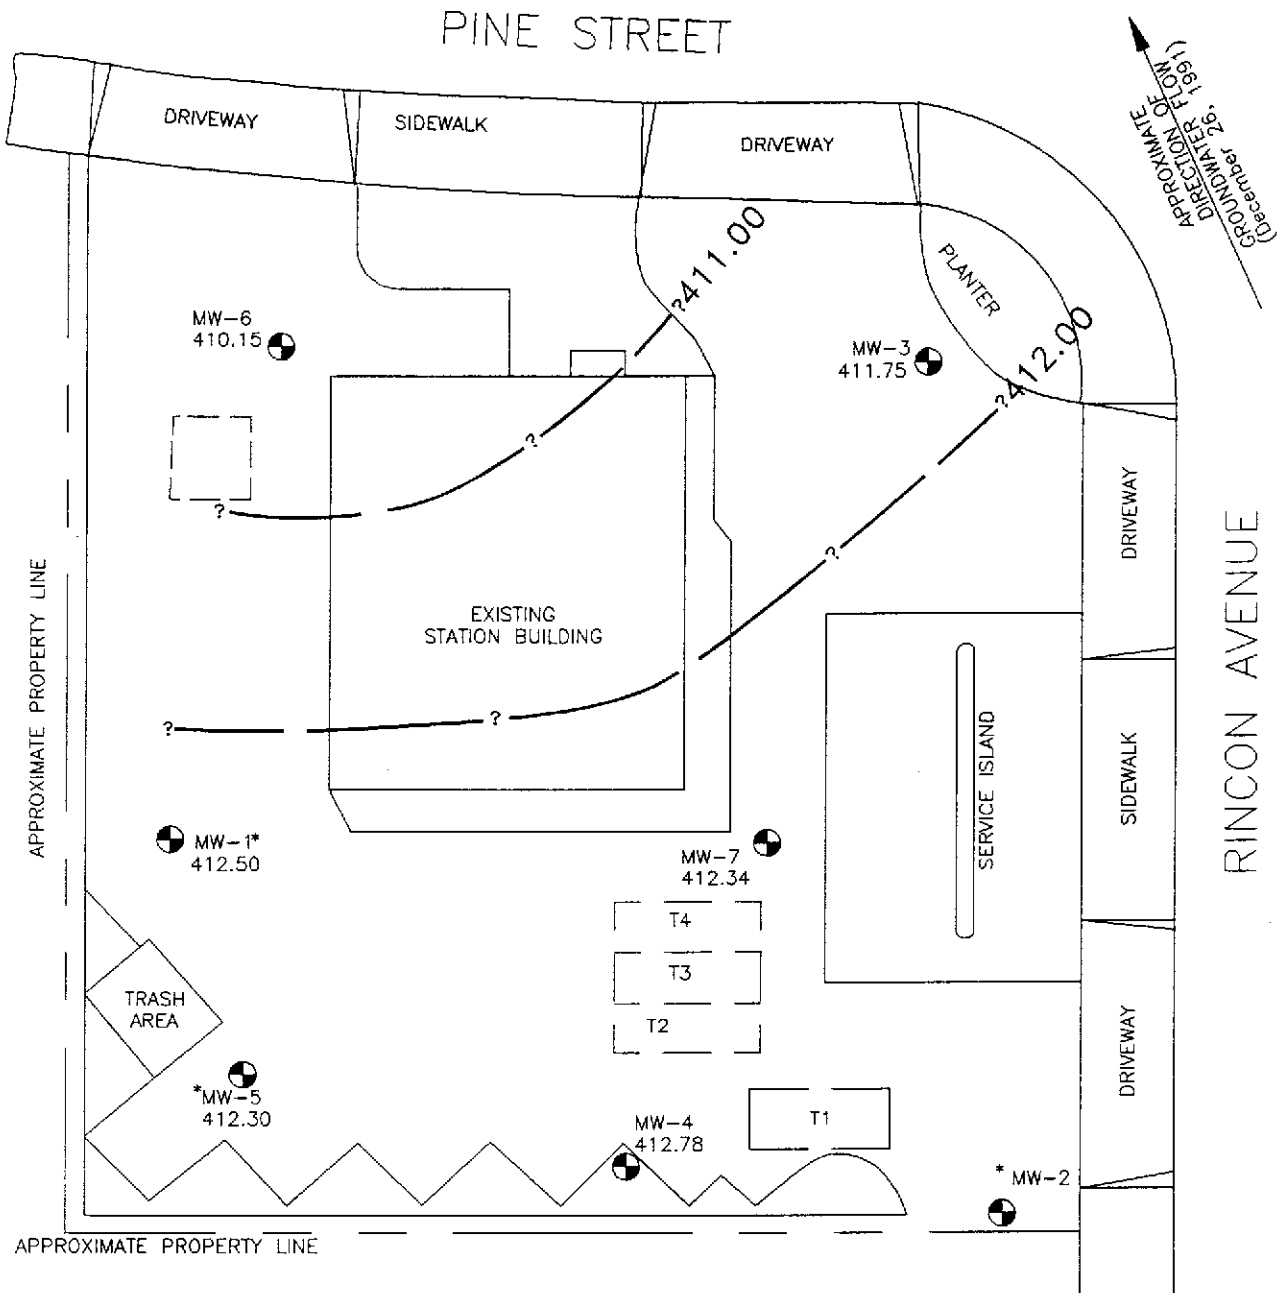 PINE STREET
APPROXIMATE
DIRECTION OF
GROUNDWATER FLOW
(December 26, 1991)
DRIVEWAY
SIDEWALK
DRIVEWAY
?411.00
PLANTER
MW-6
410.15
MW-3
411.75
?412.00
?
?
?
DRIVEWAY
RINCON AVENUE
APPROXIMATE PROPERTY LINE
EXISTING
STATION BUILDING
?
?
SERVICE ISLAND
SIDEWALK
MW-1*
412.50
MW-7
412.34
T4
T3
T2
TRASH
AREA
DRIVEWAY
*MW-5
412.30
T1
MW-4
412.78
* MW-2
APPROXIMATE PROPERTY LINE